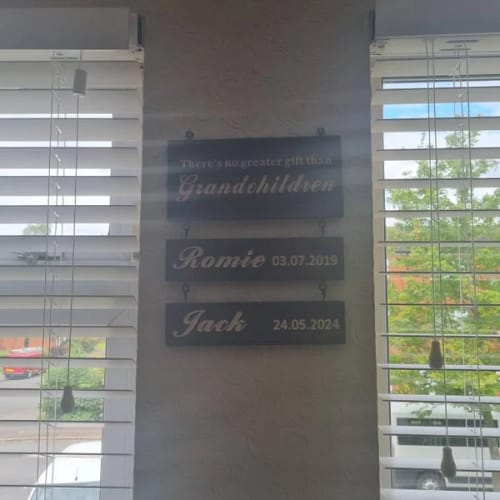 There's no greater gift than
Grandchildren
Romie 03.07.2019
Jack 24.05.2024